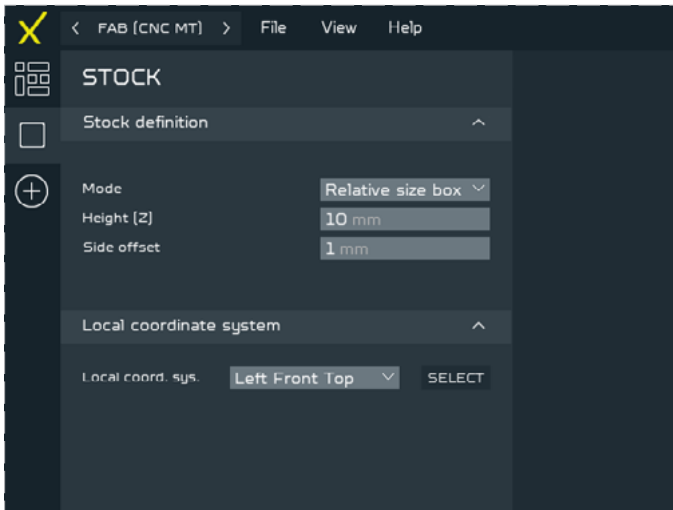 FAB (CNC MT) File View Help
STOCK
Stock definition
Mode Relative size box
Height (Z) 10 mm
Side offset 1 mm
Local coordinate system
Local coord. sys. Left Front Top SELECT